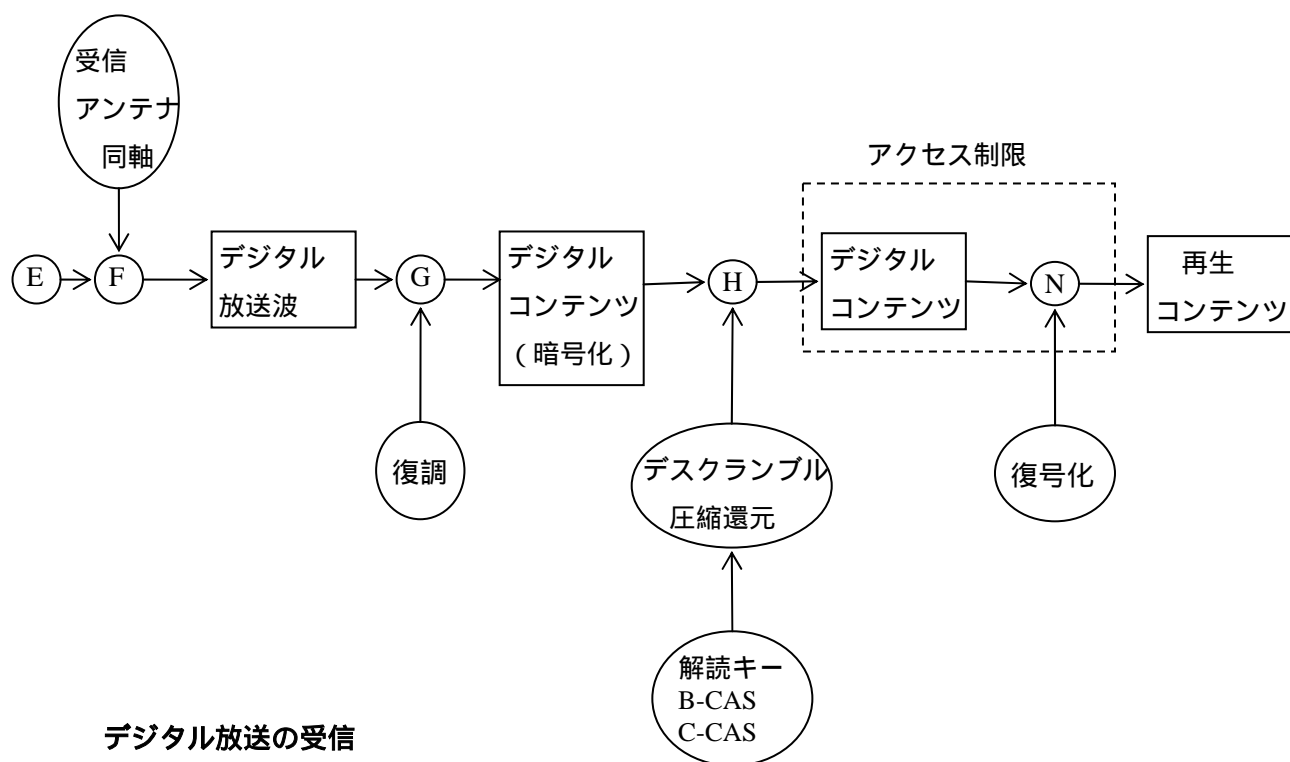 受信
アンテナ
同軸
アクセス制限
E
F
デジタル
放送波
G
デジタル
コンテンツ
(暗号化)
H
デジタル
コンテンツ
N
再生
コンテンツ
復調
デスクランブル
圧縮還元
復号化
解読キー
B-CAS
C-CAS
デジタル放送の受信